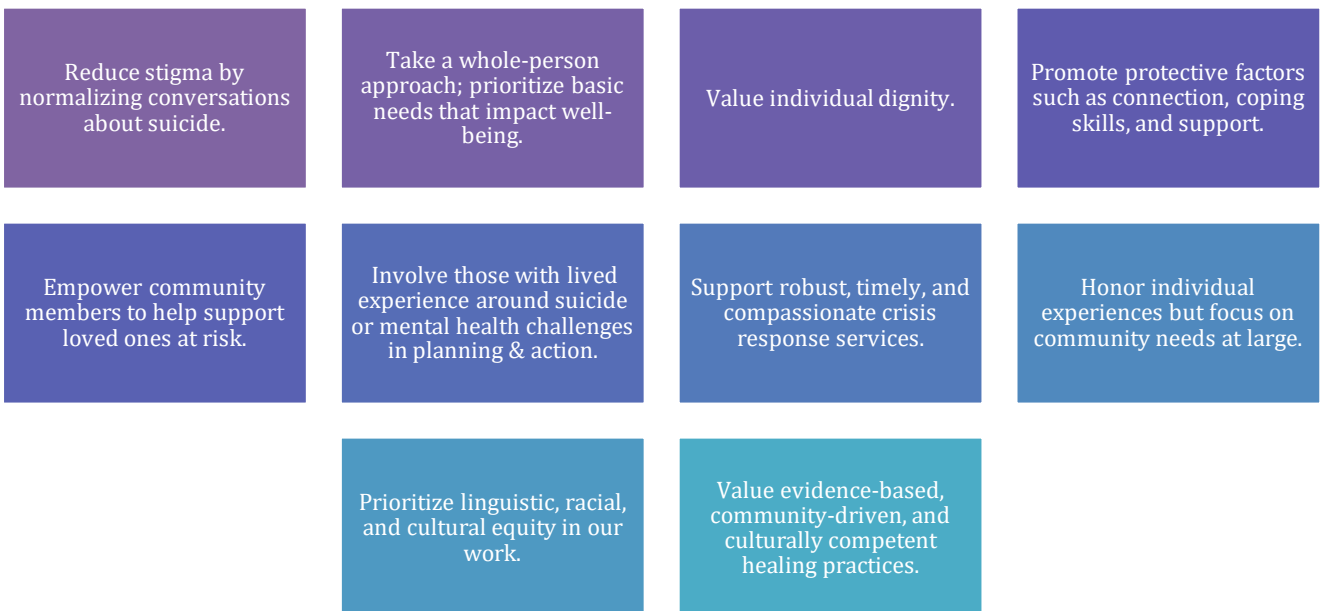 Reduce stigma by
normalizing conversations
about suicide.
Take a whole-person
approach; prioritize basic
needs that impact well-
being.
Value individual dignity.
Promote protective factors
such as connection, coping
skills, and support.
Empower community
members to help support
loved ones at risk.
Involve those with lived
experience around suicide
or mental health challenges
in planning & action.
Support robust, timely, and
compassionate crisis
response services.
Honor individual
experiences but focus on
community needs at large.
Prioritize linguistic, racial,
and cultural equity in our
work.
Value evidence-based,
community-driven, and
culturally competent
healing practices.